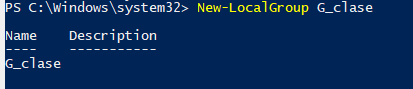 PS C:\Windows\system32> New-LocalGroup G_clase
Name    Description
----    -----------
G_clase